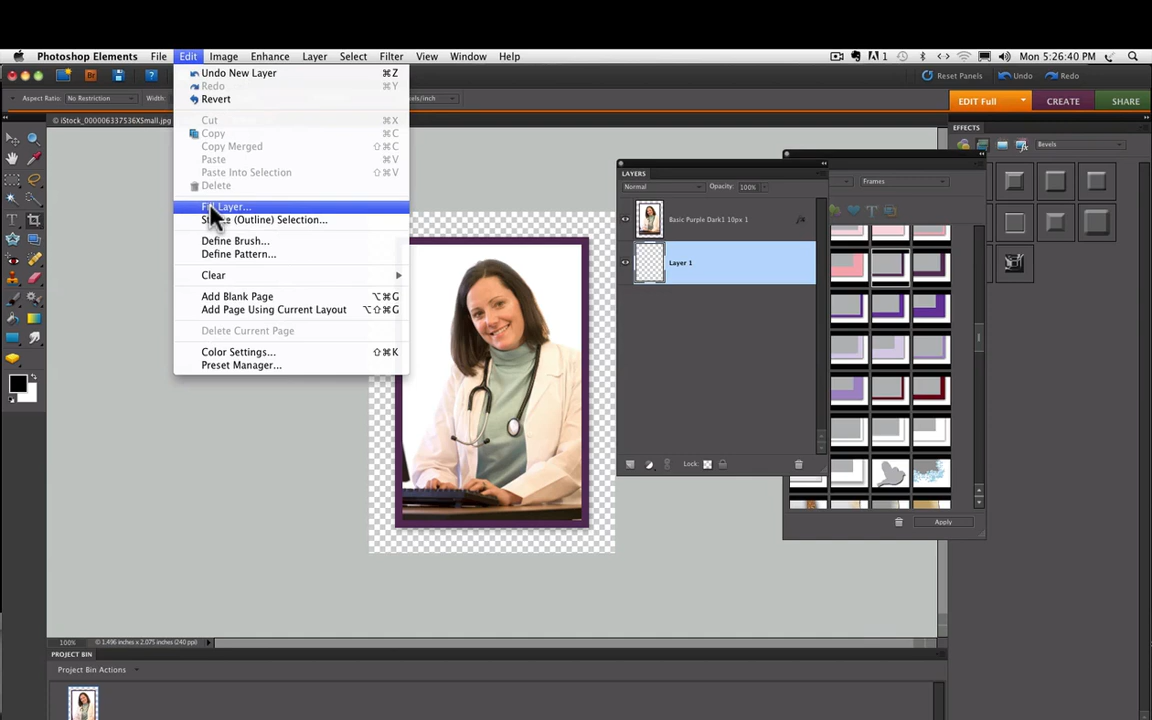 Photoshop Elements File Edit Image Enhance Layer Select Filter View Window Help 1 Mon 5:26:40 PM
Reset Panels Undo Redo
Aspect Ratio: No Restriction Width: els/inch
EDIT Full CREATE SHARE
© iStock_000006337536XSmall.jpg
Undo New Layer ⌘Z
Redo ⌘Y
Revert
Cut ⌘X
Copy ⌘C
Copy Merged ⇧⌘C
Paste ⌘V
Paste Into Selection ⇧⌘V
Delete
Fill Layer...
(Outline) Selection...
Define Brush...
Define Pattern...
Clear
Add Blank Page ⌥⌘G
Add Page Using Current Layout ⌥⇧⌘G
Delete Current Page
Color Settings... ⇧⌘K
Preset Manager...
EFFECTS
Bevels
LAYERS
Normal Opacity: 100%
Basic Purple Dark1 10px 1
Layer 1
Lock:
Frames
Apply
100% © 1.496 inches x 2.075 inches (240 ppi)
PROJECT BIN
Project Bin Actions